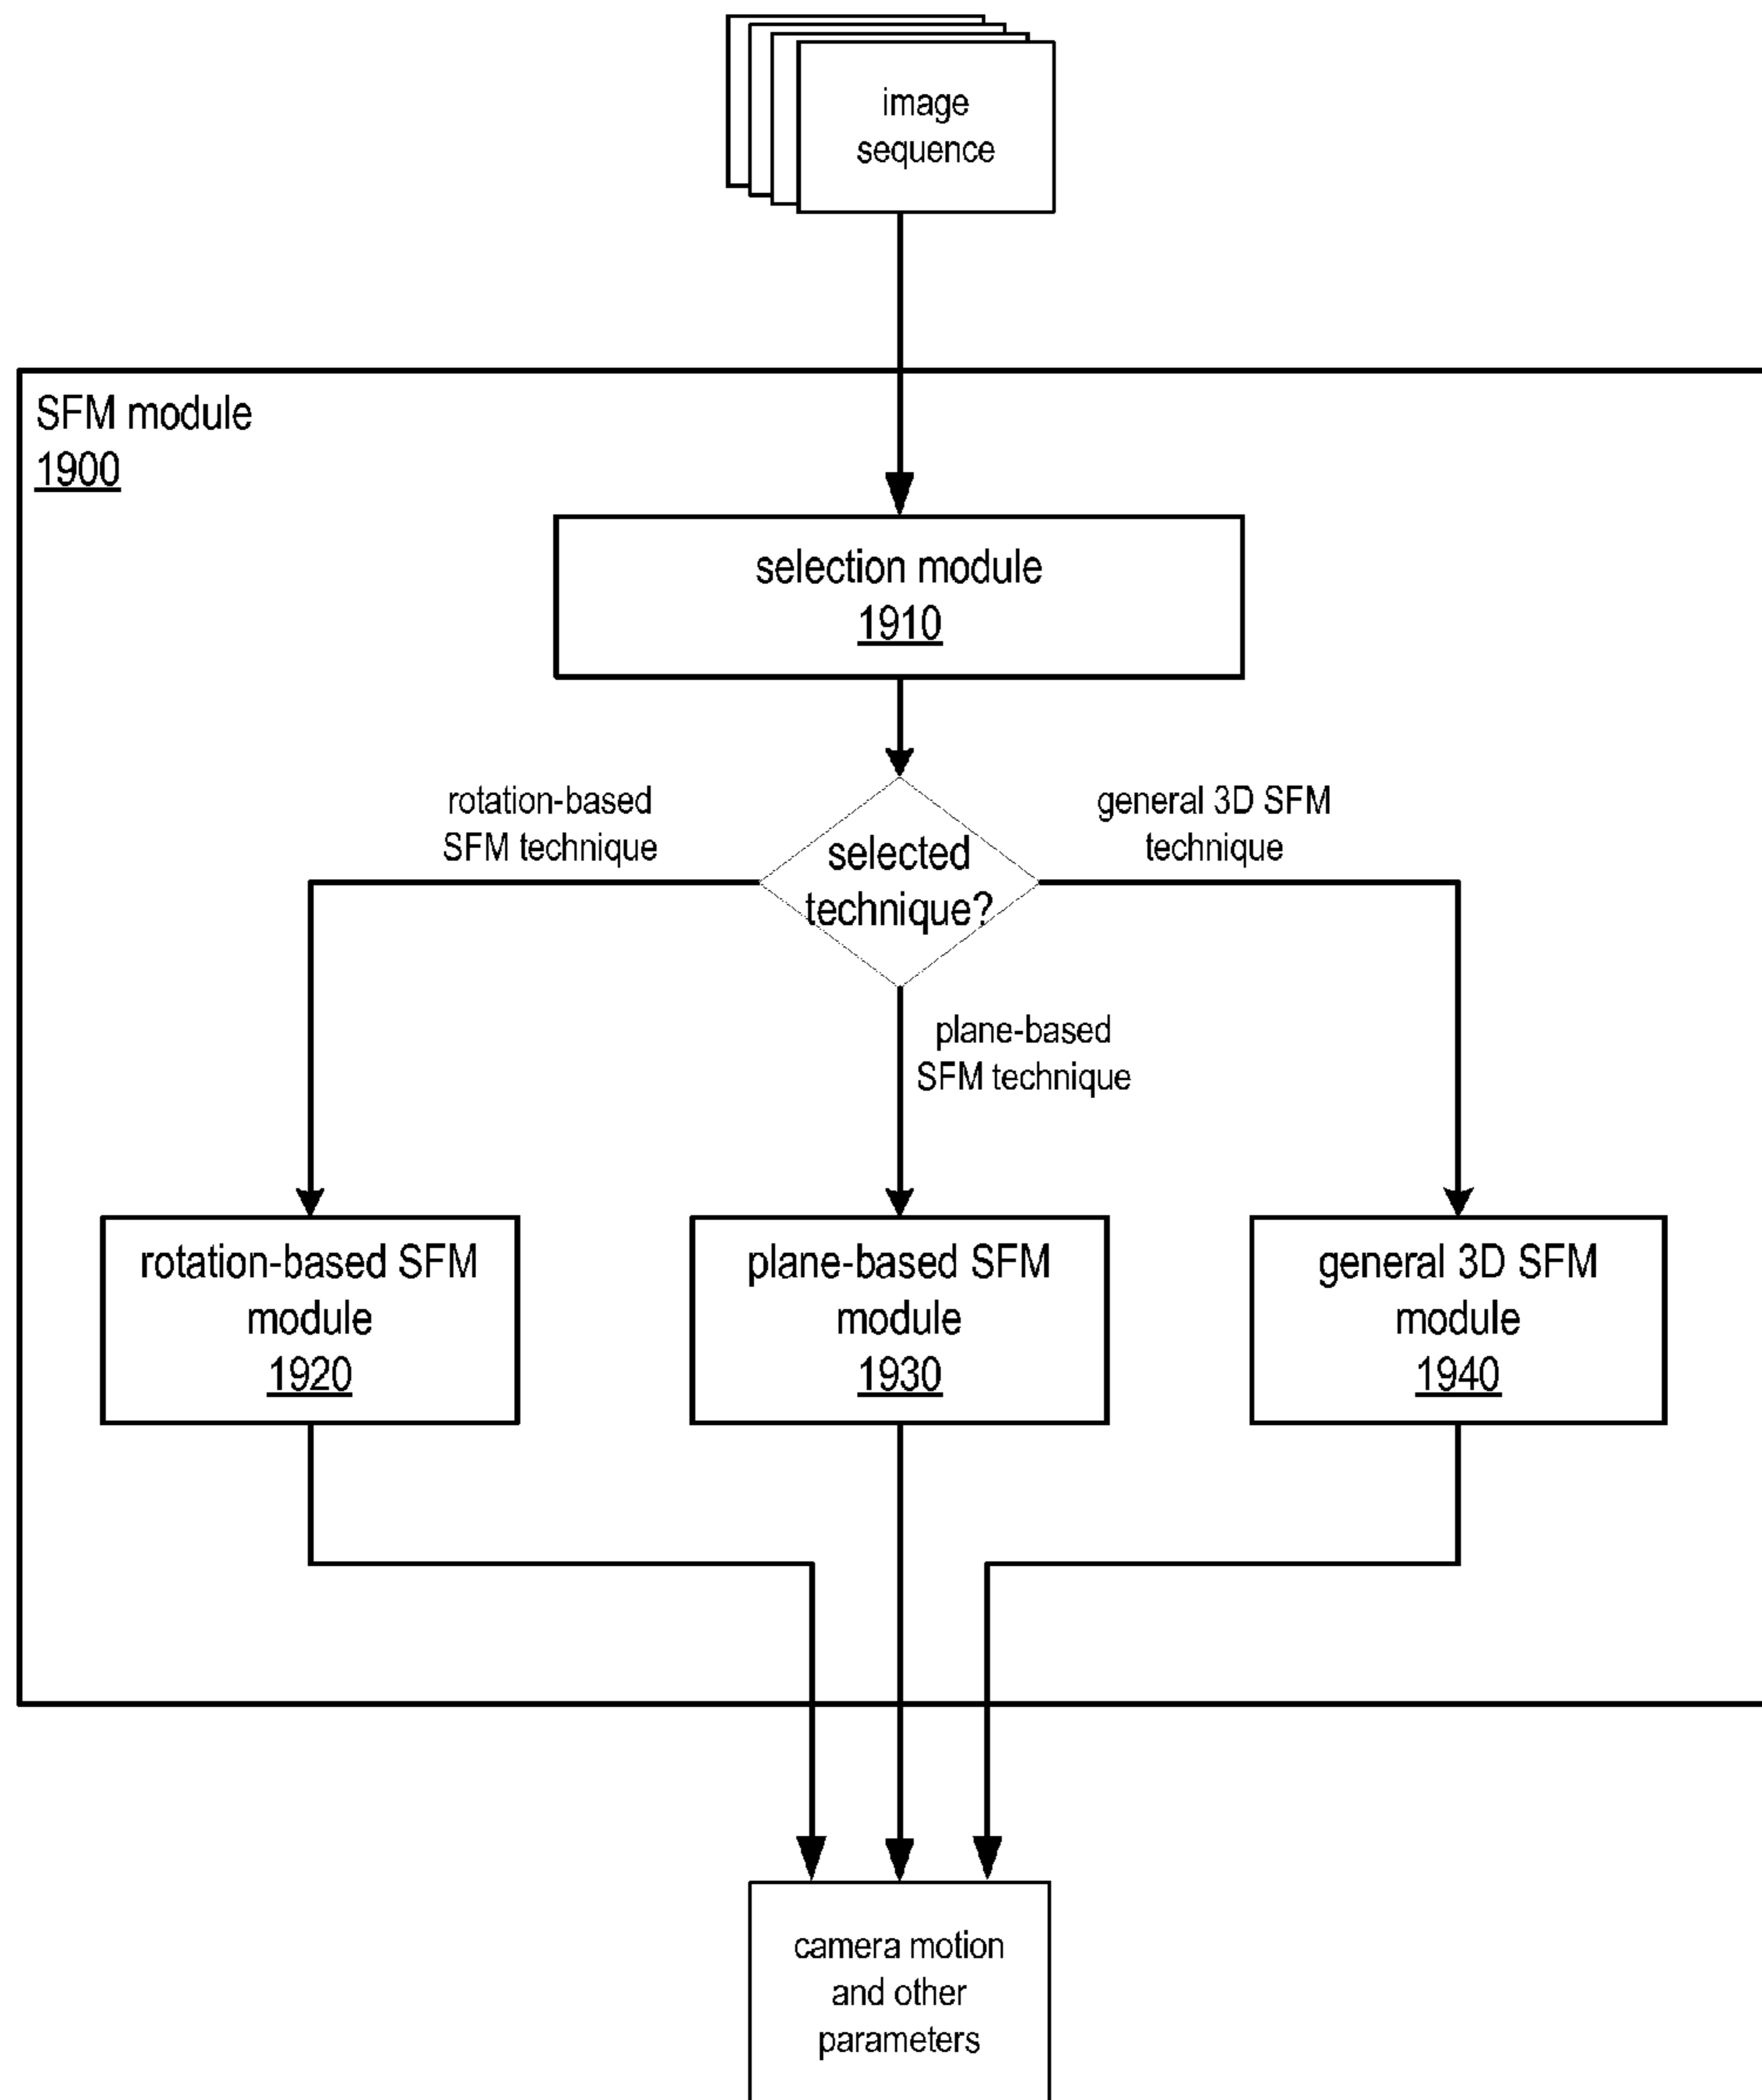 image
sequence
SFM module
1900
selection module
1910
rotation-based
SFM technique
general 3D SFM
technique
selected
technique?
plane-based
SFM technique
rotation-based SFM
module
1920
plane-based SFM
module
1930
general 3D SFM
module
1940
camera motion
and other
parameters